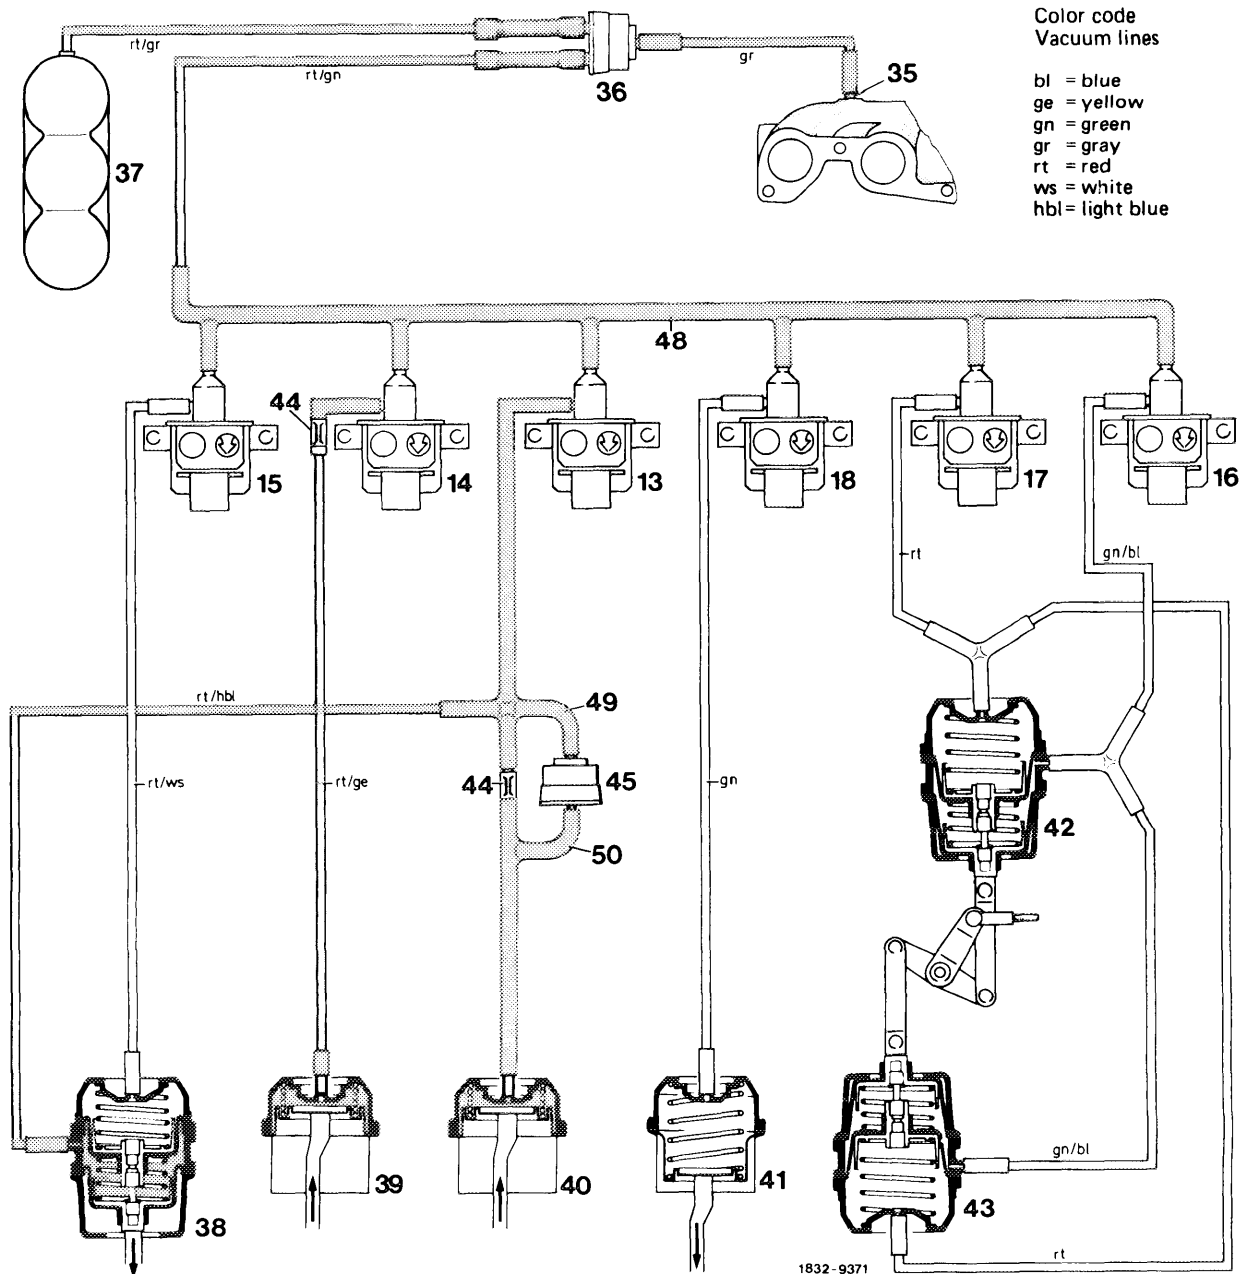 Color code
Vacuum lines
bl = blue
ge = yellow
gn = green
gr = gray
rt = red
ws = white
hbl = light blue
rt/gr
rt/gn
gr
35
36
37
48
44
15
14
13
18
17
16
rt
gn/bl
rt/hbl
49
rt/ws
rt/ge
44
45
gn
42
50
38
39
40
41
43
gn/bl
rt
1832-9371